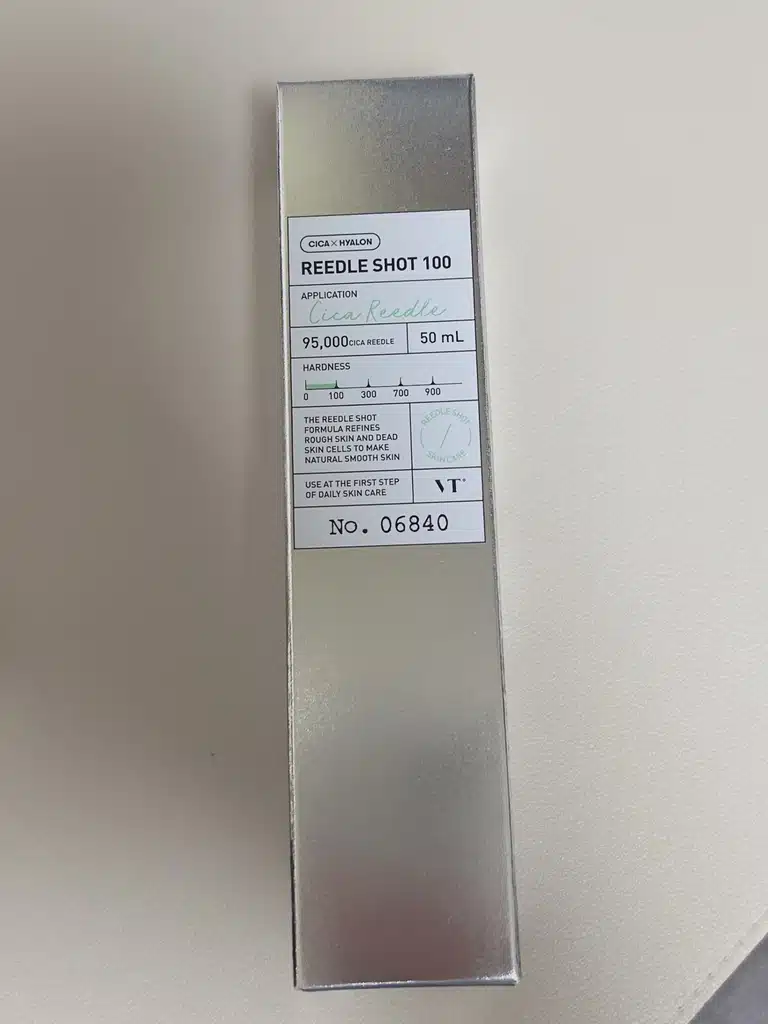 CICA×HYALON
REEDLE SHOT 100
APPLICATION
Cica Reedle
95,000 CICA REEDLE
50 mL
HARDNESS
0 100 300 700 900
THE REEDLE SHOT
FORMULA REFINES
ROUGH SKIN AND DEAD
SKIN CELLS TO MAKE
NATURAL SMOOTH SKIN
REEDLE SHOT
SKIN CARE
USE AT THE FIRST STEP
OF DAILY SKIN CARE
VT®
No. 06840